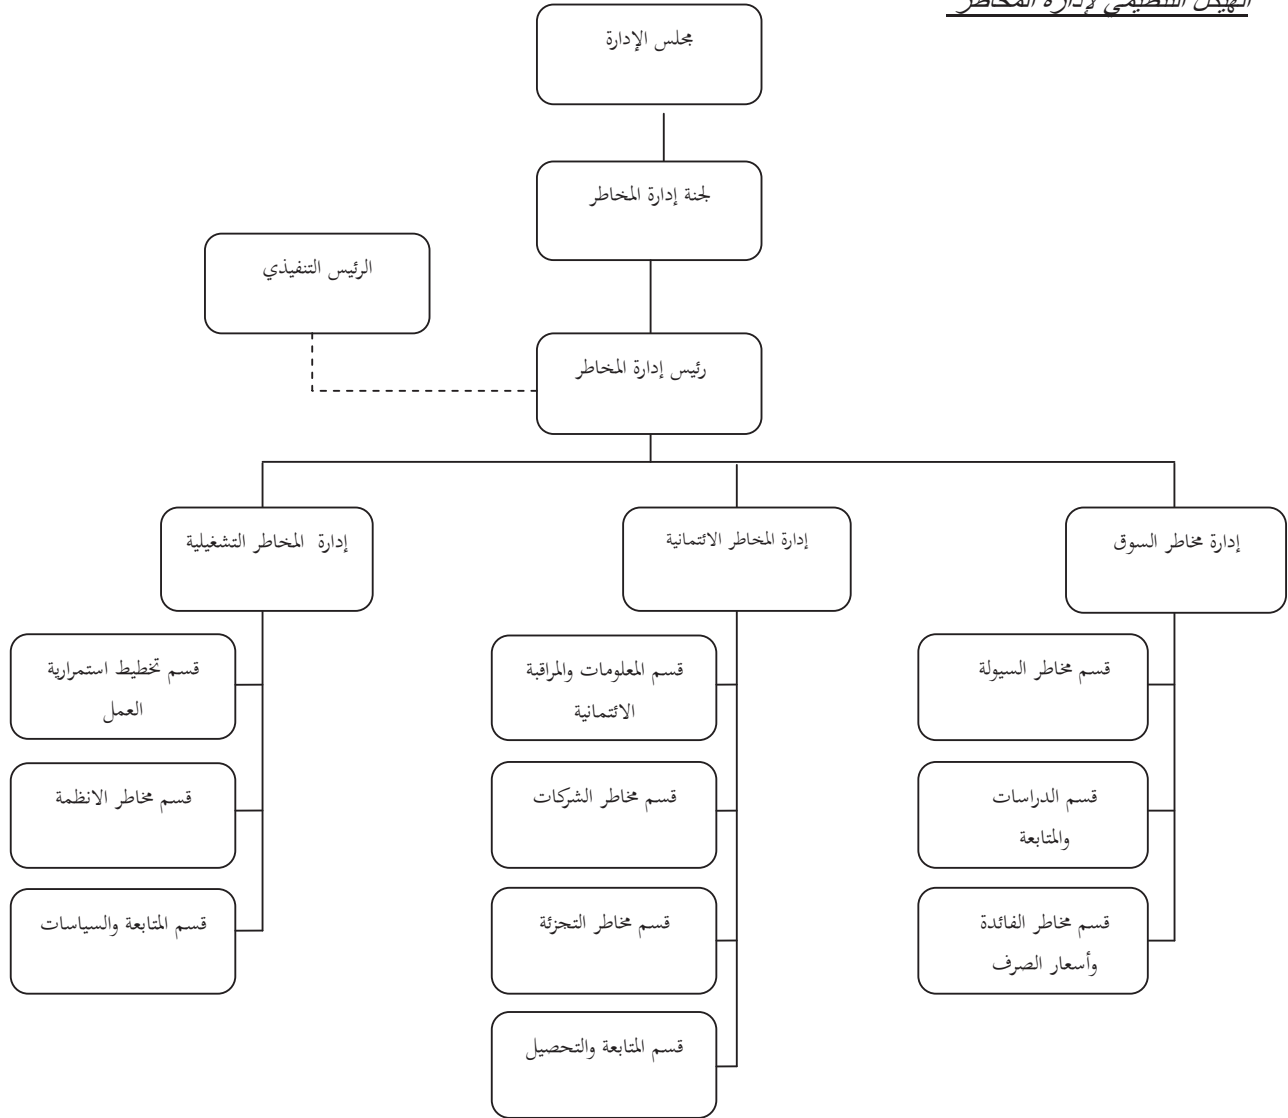 الهيكل التنظيمي لإدارة المخاطر
مجلس الإدارة
لجنة إدارة المخاطر
الرئيس التنفيذي
رئيس إدارة المخاطر
إدارة مخاطر السوق
إدارة المخاطر الائتمانية
إدارة المخاطر التشغيلية
قسم مخاطر السيولة
قسم الدراسات
والمتابعة
قسم مخاطر الفائدة
وأسعار الصرف
قسم المعلومات والمراقبة
الائتمانية
قسم مخاطر الشركات
قسم مخاطر التجزئة
قسم المتابعة والتحصيل
قسم تخطيط استمرارية
العمل
قسم مخاطر الانظمة
قسم المتابعة والسياسات